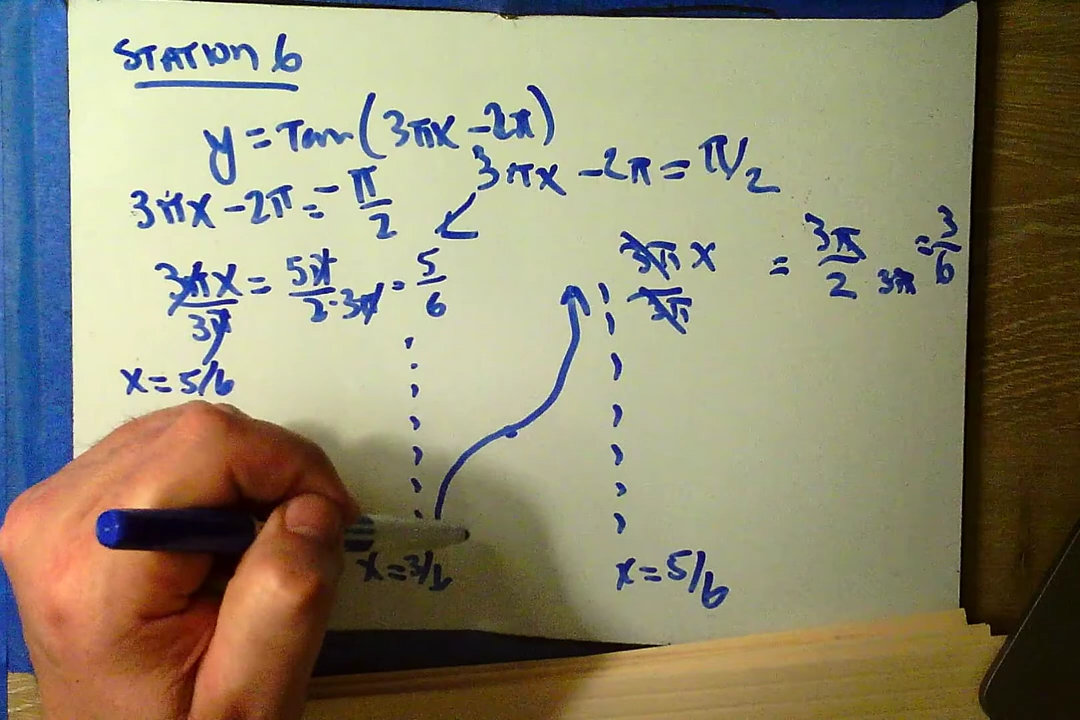 STATION 6
y = Tan(3πx - 2π)
3πx - 2π = π/2
3πx - 2π = π/2
3πx/3π = 5π/2·3π = 5/6
3πx/3π = 3π/2 3π = 3/6
x = 5/6
x = 3/6
x = 5/6